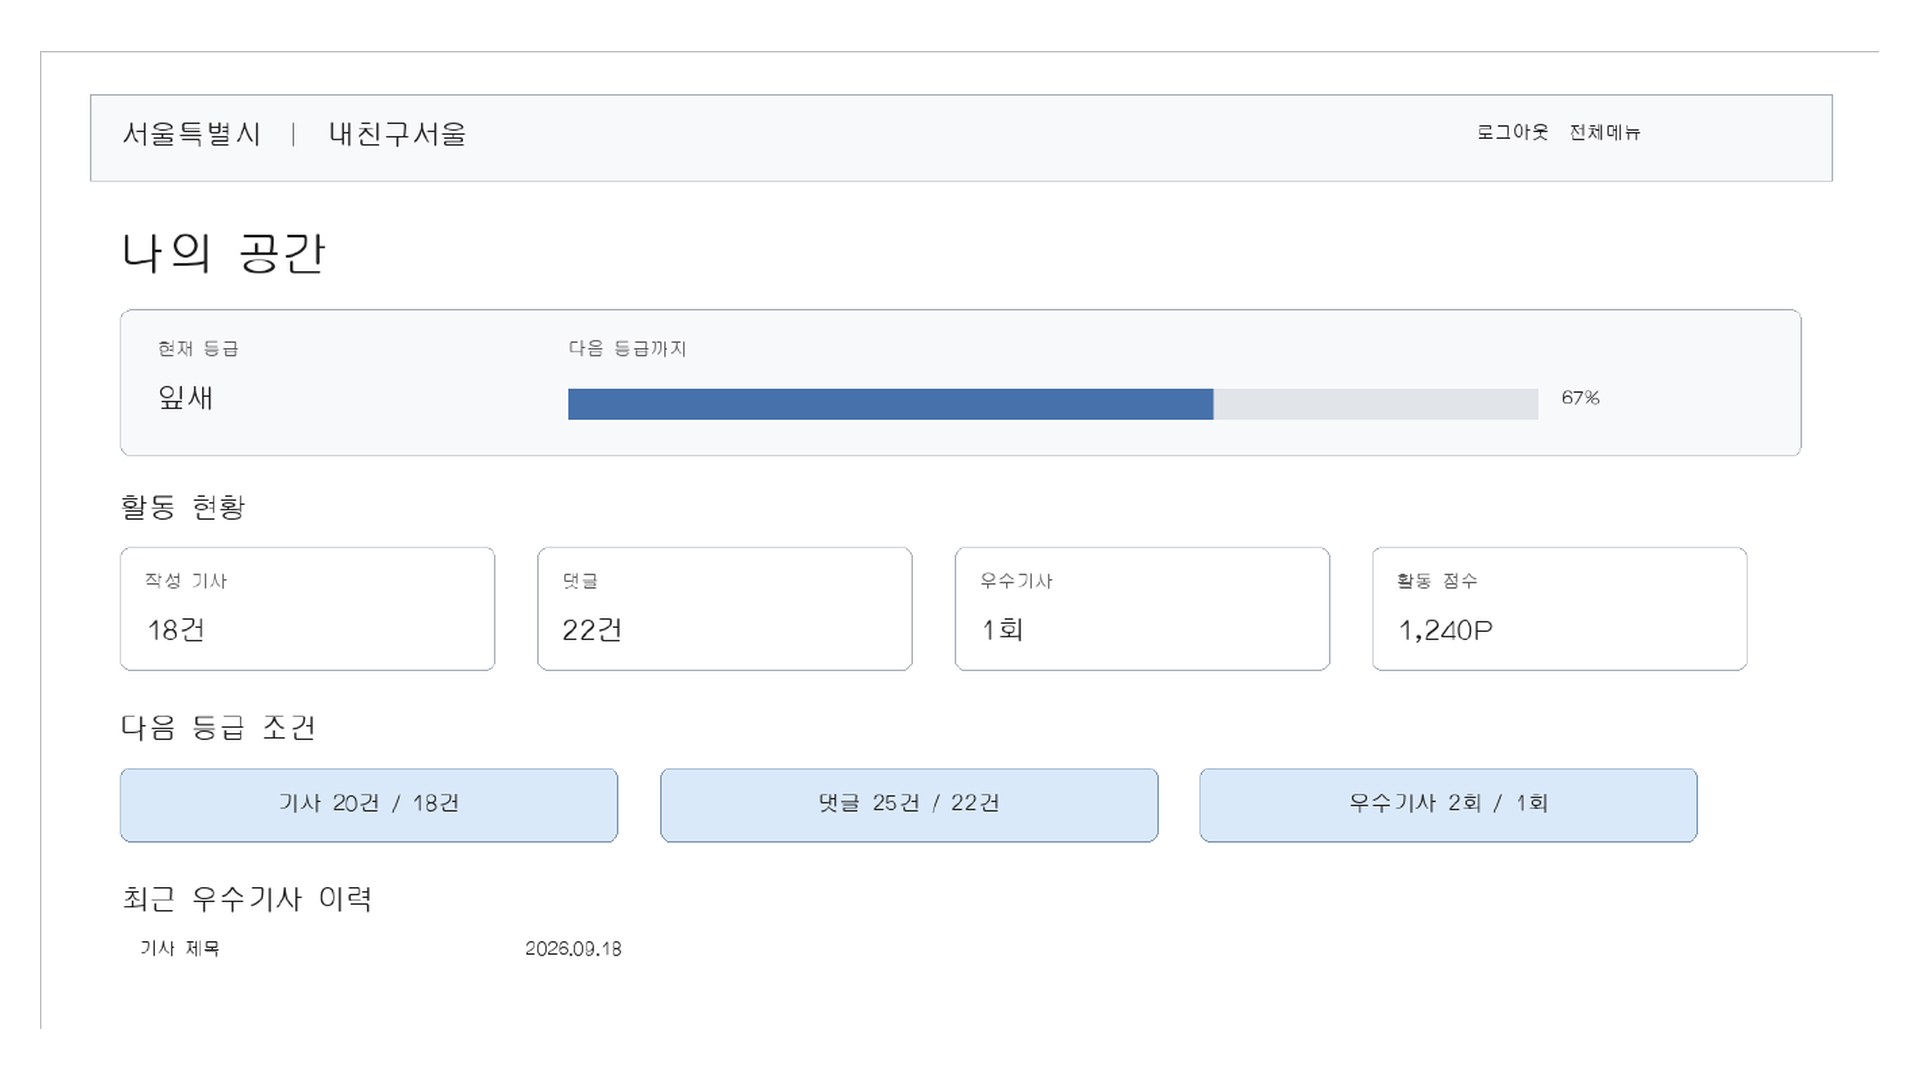 서울특별시 | 내친구서울
로그아웃 전체메뉴
나의 공간
현재 등급
다음 등급까지
잎새
67%
활동 현황
작성 기사
댓글
우수기사
활동 점수
18건
22건
1회
1,240P
다음 등급 조건
기사 20건 / 18건
댓글 25건 / 22건
우수기사 2회 / 1회
최근 우수기사 이력
기사 제목
2026.09.18